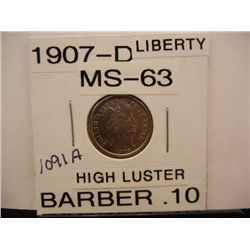 1907-D LIBERTY
MS-63
1091A
HIGH LUSTER
BARBER .10